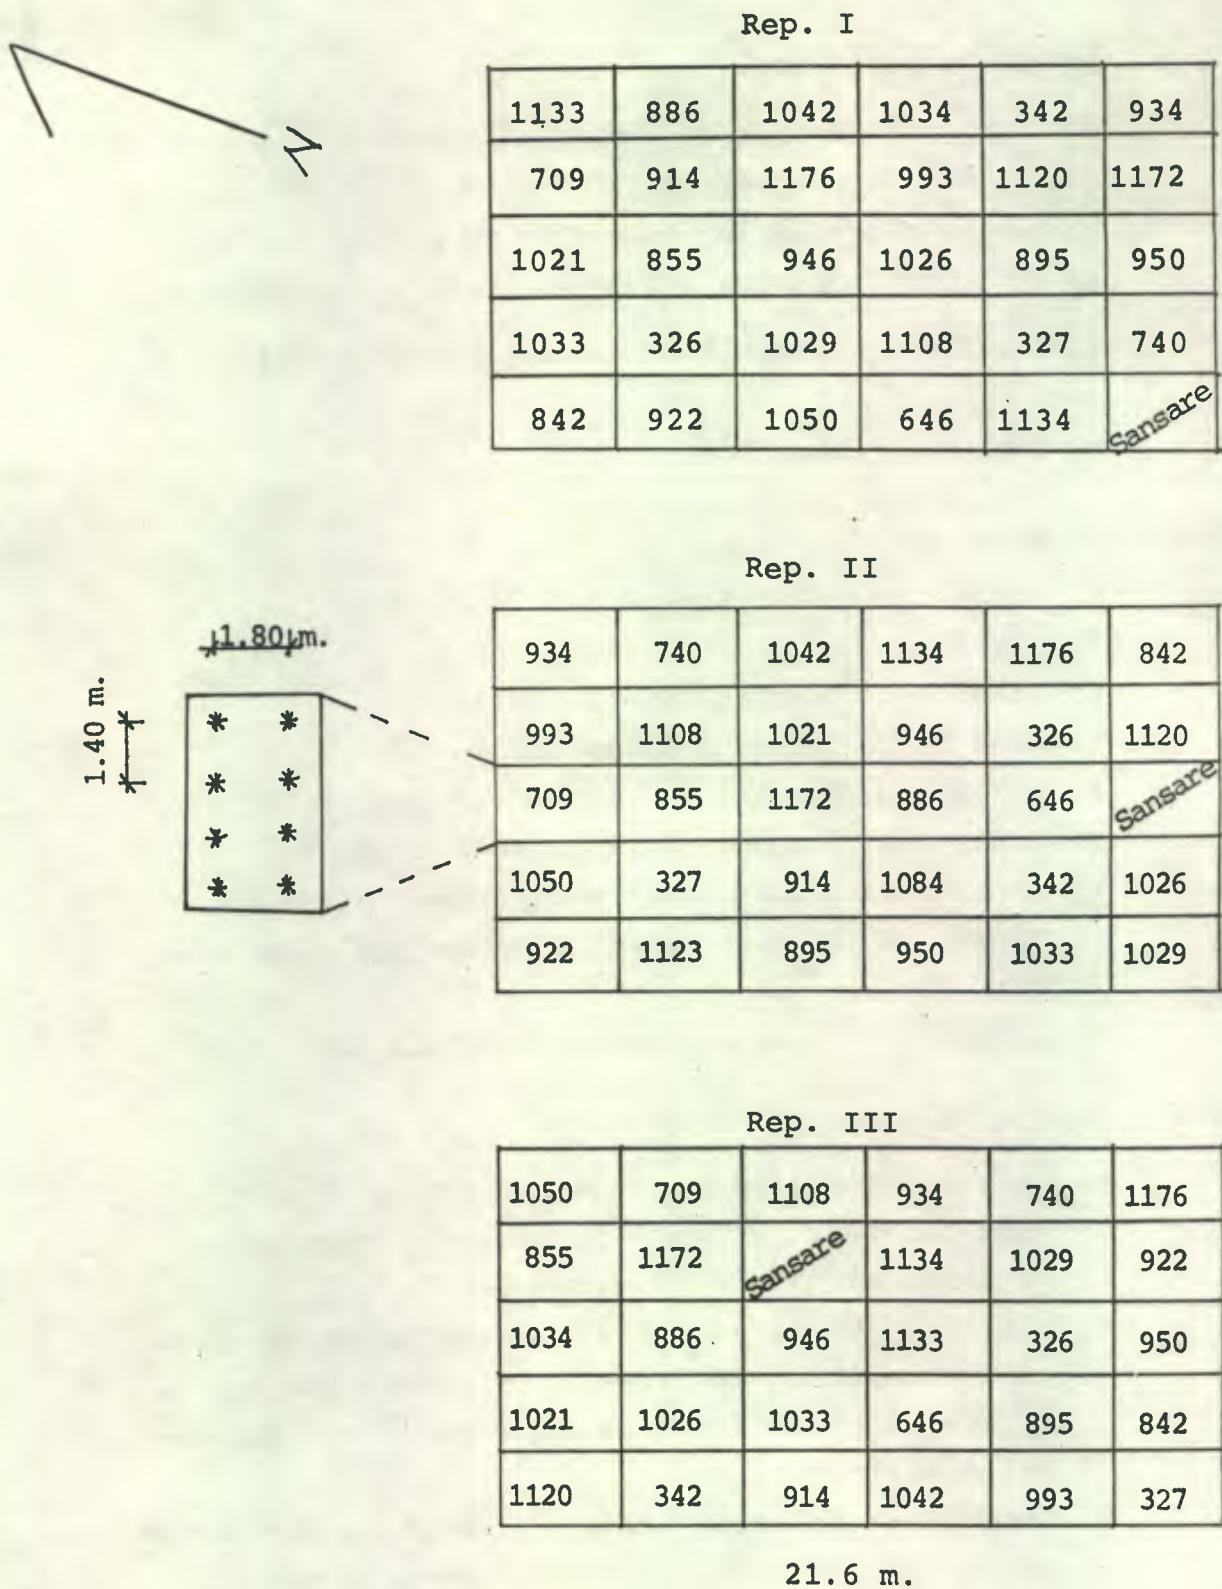 Rep. I
N
1133 886 1042 1034 342 934
709 914 1176 993 1120 1172
1021 855 946 1026 895 950
1033 326 1029 1108 327 740
842 922 1050 646 1134 Sansare
Rep. II
1.80 m.
1.40 m.
934 740 1042 1134 1176 842
993 1108 1021 946 326 1120
709 855 1172 886 646 Sansare
1050 327 914 1084 342 1026
922 1123 895 950 1033 1029
Rep. III
1050 709 1108 934 740 1176
855 1172 Sansare 1134 1029 922
1034 886 946 1133 326 950
1021 1026 1033 646 895 842
1120 342 914 1042 993 327
21.6 m.